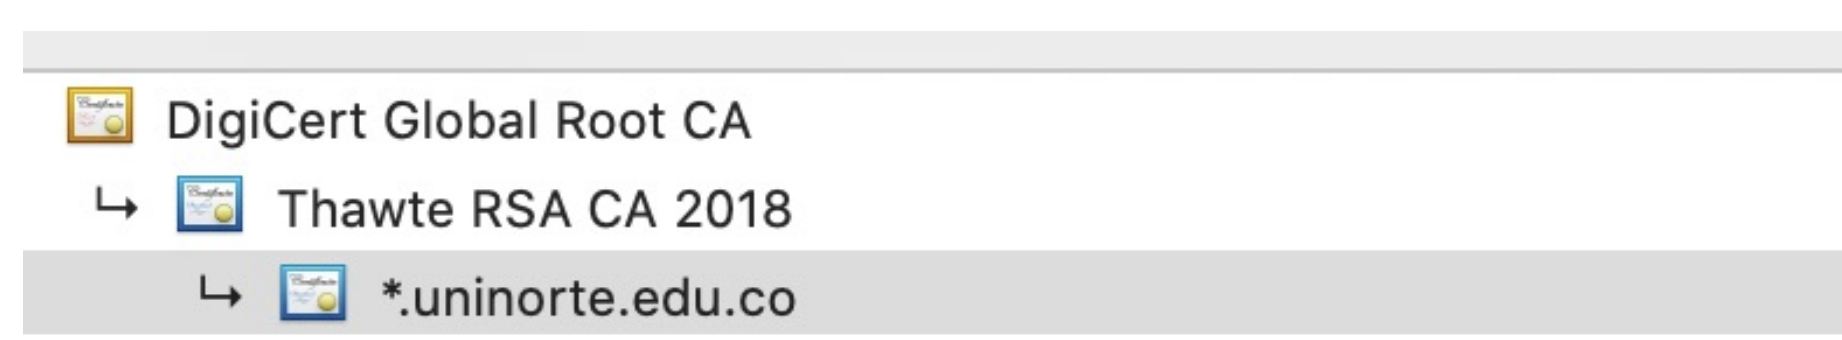 DigiCert Global Root CA
Thawte RSA CA 2018
*.uninorte.edu.co